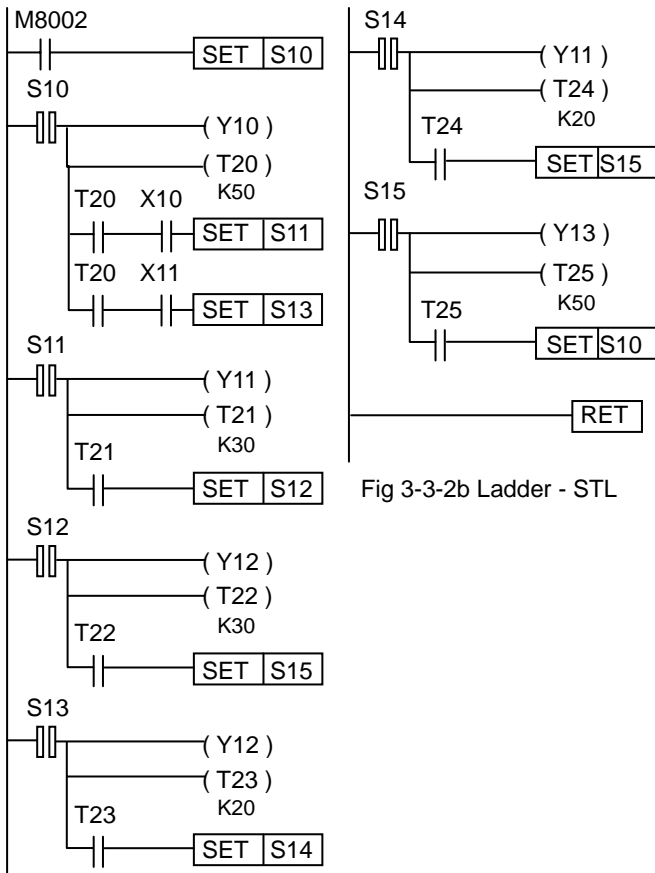 M8002
SET S10
S10
( Y10 )
( T20 )
K50
T20 X10
SET S11
T20 X11
SET S13
S11
( Y11 )
( T21 )
K30
T21
SET S12
S12
( Y12 )
( T22 )
K30
T22
SET S15
S13
( Y12 )
( T23 )
K20
T23
SET S14
S14
( Y11 )
( T24 )
K20
T24
SET S15
S15
( Y13 )
( T25 )
K50
T25
SET S10
RET
Fig 3-3-2b Ladder - STL